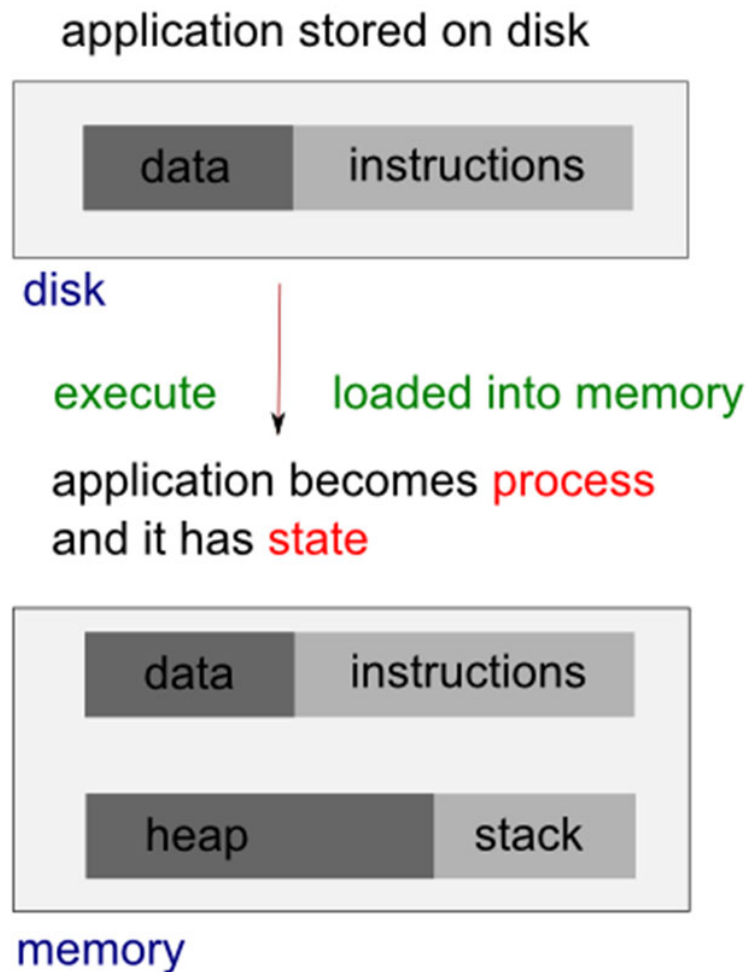 application stored on disk
data instructions
disk
execute loaded into memory
application becomes process
and it has state
data instructions
heap stack
memory